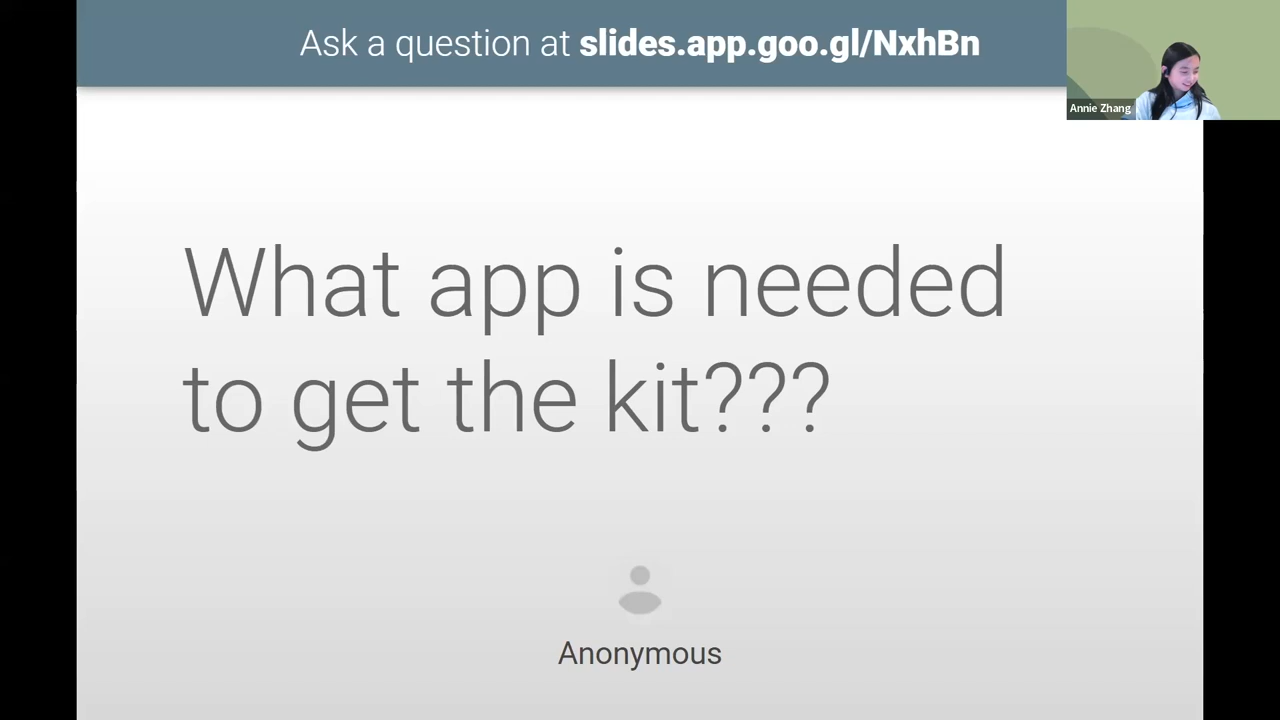 Ask a question at slides.app.goo.gl/NxhBn
Annie Zhang
What app is needed
to get the kit???
Anonymous